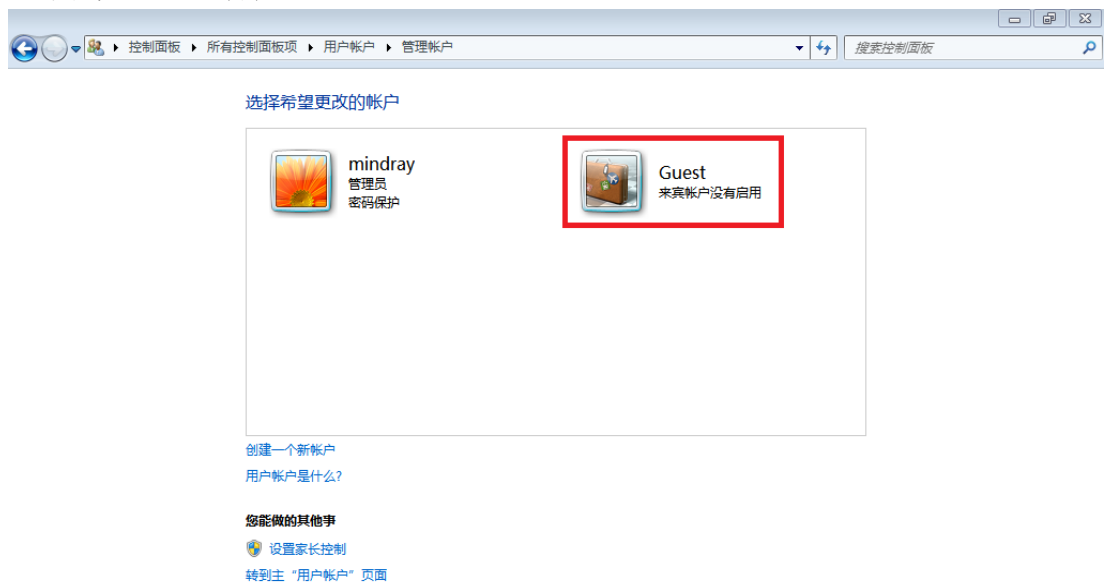 控制面板 ▸ 所有控制面板项 ▸ 用户帐户 ▸ 管理帐户
搜索控制面板
选择希望更改的帐户
mindray
管理员
密码保护
Guest
来宾帐户没有启用
创建一个新帐户
用户帐户是什么?
您能做的其他事
设置家长控制
转到主“用户帐户”页面